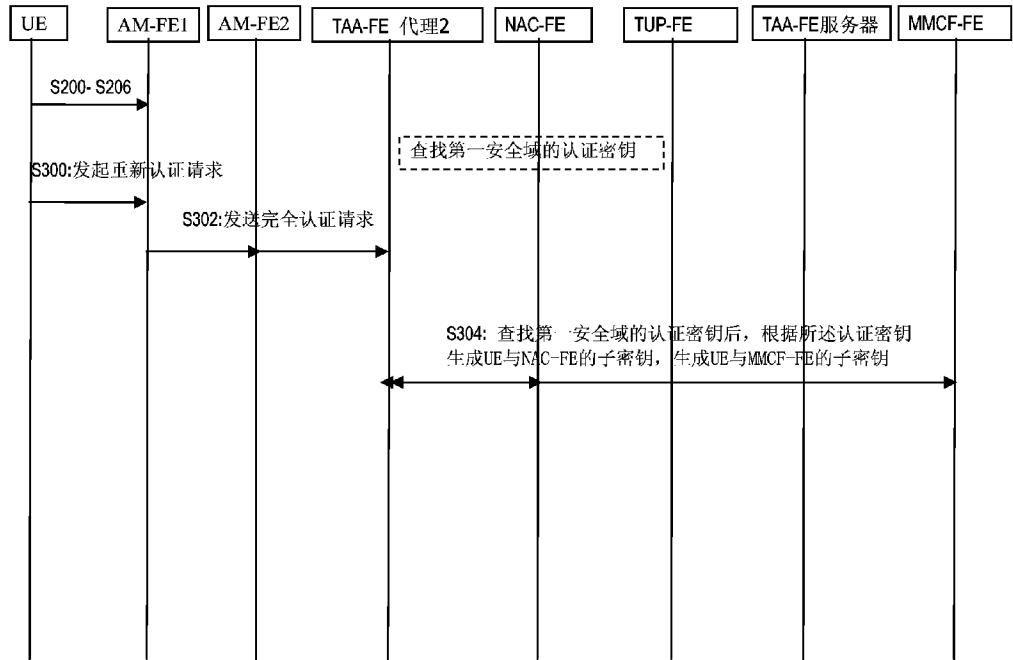 UE
AM-FE1
AM-FE2
TAA-FE 代理2
NAC-FE
TUP-FE
TAA-FE服务器
MMCF-FE
S200- S206
查找第一安全域的认证密钥
S300:发起重新认证请求
S302:发送完全认证请求
S304: 查找第一安全域的认证密钥后，根据所述认证密钥
生成UE与NAC-FE的子密钥，生成UE与MMCF-FE的子密钥